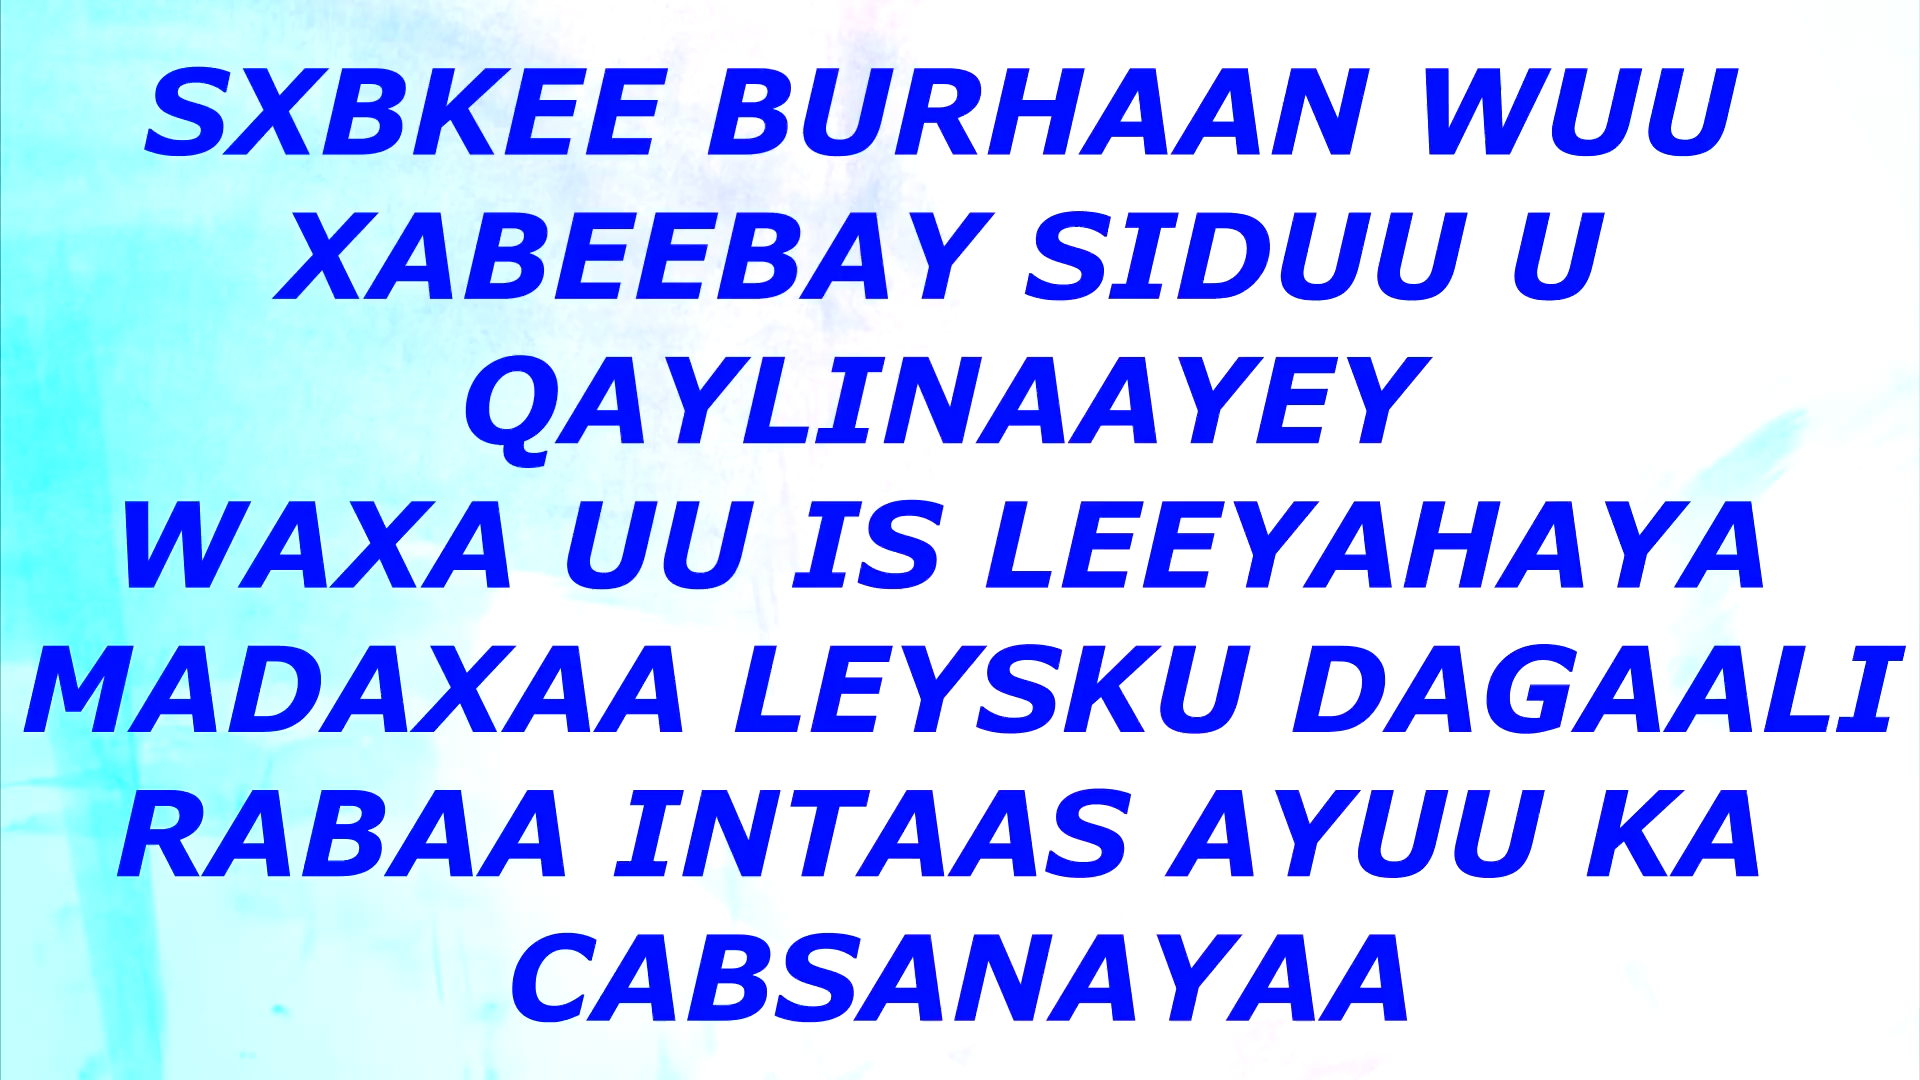 SXBKEE BURHAAN WUU
XABEEBAY SIDUU U
QAYLINAAYEY
WAXA UU IS LEEYAHAYA
MADAXAA LEYSKU DAGAALI
RABAA INTAAS AYUU KA
CABSANAYAA